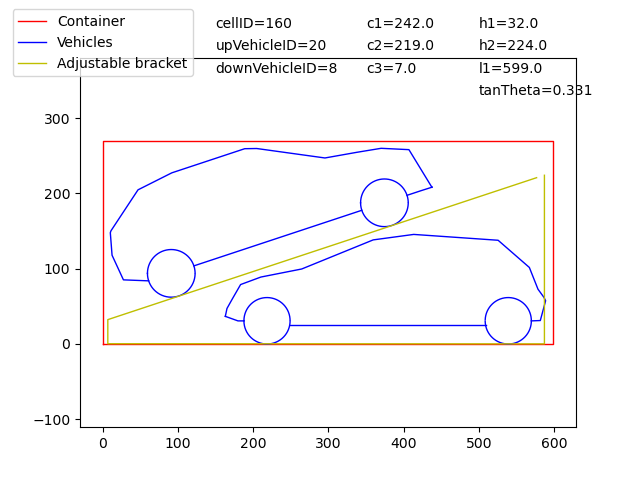 Container
Vehicles
Adjustable bracket
cellID=160
upVehicleID=20
downVehicleID=8
c1=242.0
c2=219.0
c3=7.0
h1=32.0
h2=224.0
l1=599.0
tanTheta=0.331
300
200
100
0
−100
0 100 200 300 400 500 600